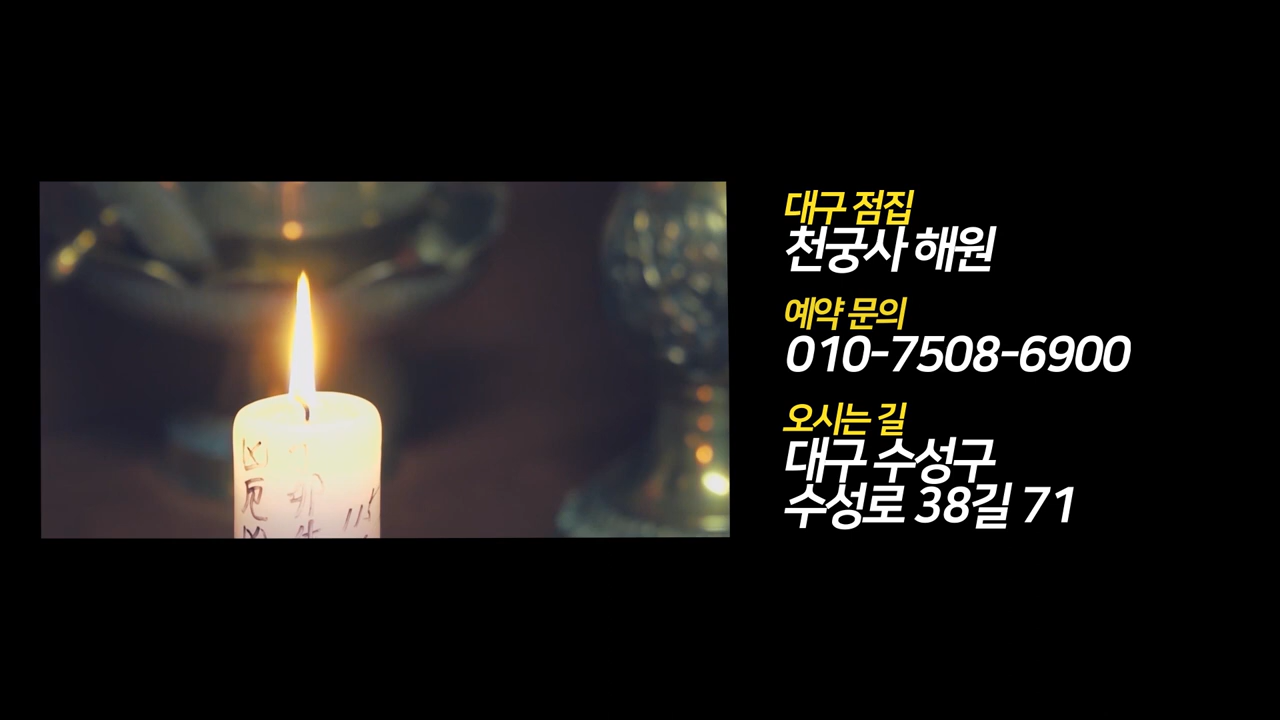 대구 점집
천궁사 해원
예약 문의
010-7508-6900
오시는 길
대구 수성구
수성로 38길 71